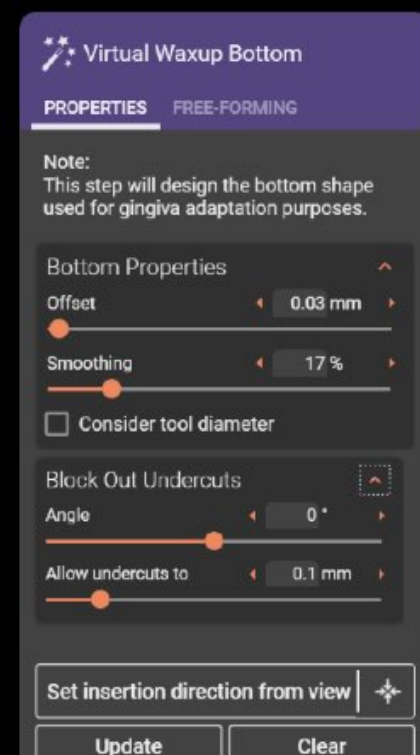 Virtual Waxup Bottom
PROPERTIES FREE-FORMING
Note:
This step will design the bottom shape
used for gingiva adaptation purposes.
Bottom Properties
Offset 0.03 mm
Smoothing 17 %
Consider tool diameter
Block Out Undercuts
Angle 0 °
Allow undercuts to 0.1 mm
Set insertion direction from view
Update Clear